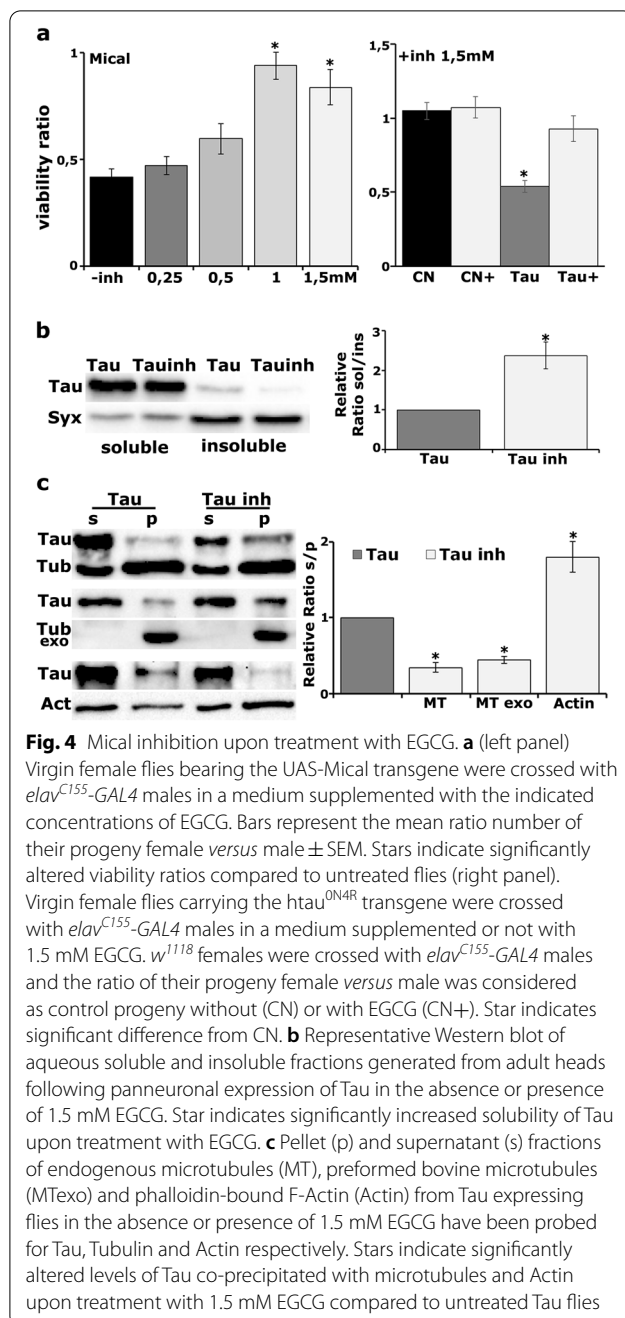 a
Mical
+inh 1,5mM
viability ratio
1
0,5
0
-inh 0,25 0,5 1 1,5mM
* *
1,5
1
0,5
0
CN CN+ Tau Tau+
*
b
Tau Tauinh Tau Tauinh
Tau
Syx
soluble insoluble
Relative
Ratio sol/ins
3
2
1
0
Tau Tau inh
*
c
Tau Tau inh
s p s p
Tau
Tub
Tau
Tub
exo
Tau
Act
Relative Ratio s/p
2
1
0
Tau Tau inh
* * *
MT MT exo Actin
Fig. 4 Mical inhibition upon treatment with EGCG. a (left panel)
Virgin female flies bearing the UAS-Mical transgene were crossed with
elav^C155-GAL4 males in a medium supplemented with the indicated
concentrations of EGCG. Bars represent the mean ratio number of
their progeny female versus male ± SEM. Stars indicate significantly
altered viability ratios compared to untreated flies (right panel).
Virgin female flies carrying the htau^0N4R transgene were crossed
with elav^C155-GAL4 males in a medium supplemented or not with
1.5 mM EGCG. w^1118 females were crossed with elav^C155-GAL4 males
and the ratio of their progeny female versus male was considered
as control progeny without (CN) or with EGCG (CN+). Star indicates
significant difference from CN. b Representative Western blot of
aqueous soluble and insoluble fractions generated from adult heads
following panneuronal expression of Tau in the absence or presence
of 1.5 mM EGCG. Star indicates significantly increased solubility of Tau
upon treatment with EGCG. c Pellet (p) and supernatant (s) fractions
of endogenous microtubules (MT), preformed bovine microtubules
(MTexo) and phalloidin-bound F-Actin (Actin) from Tau expressing
flies in the absence or presence of 1.5 mM EGCG have been probed
for Tau, Tubulin and Actin respectively. Stars indicate significantly
altered levels of Tau co-precipitated with microtubules and Actin
upon treatment with 1.5 mM EGCG compared to untreated Tau flies